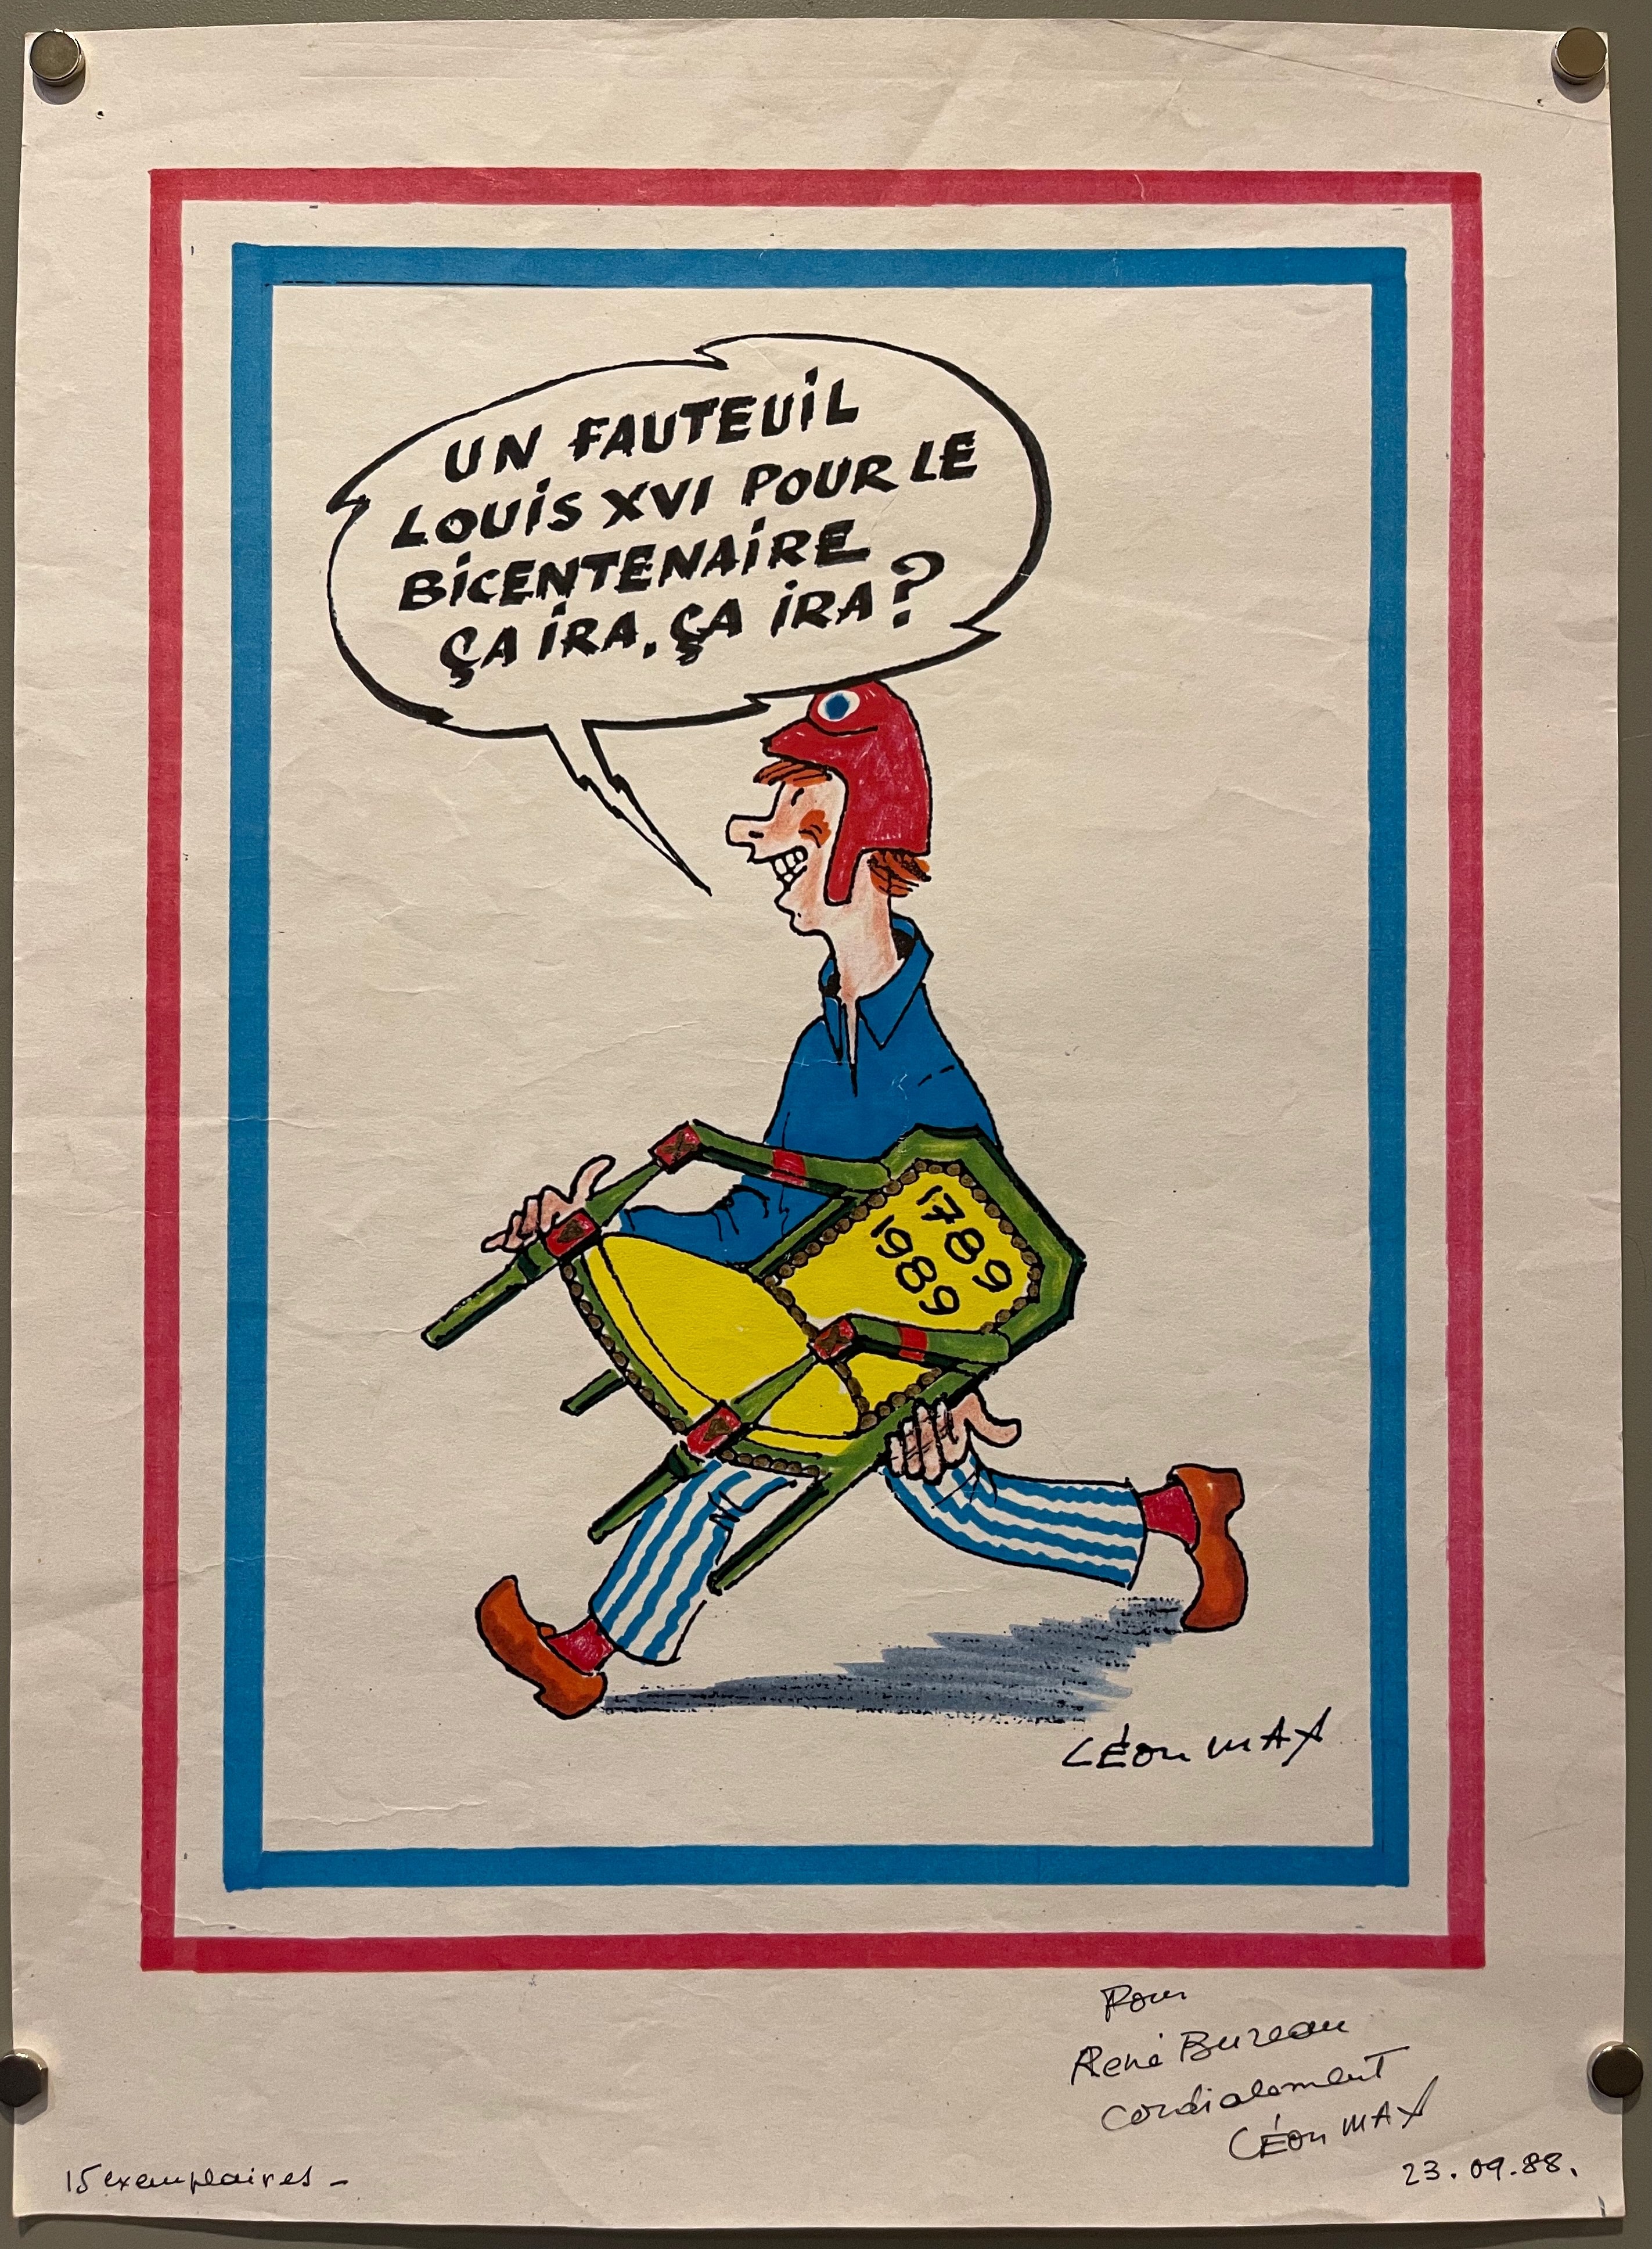 UN FAUTEUIL
LOUIS XVI POUR LE
BICENTENAIRE
ÇA IRA, ÇA IRA?
1789
1989
LÉON MAX
Pour
René Bureau
Cordialement
LÉON MAX
23.09.88.
15 exemplaires -